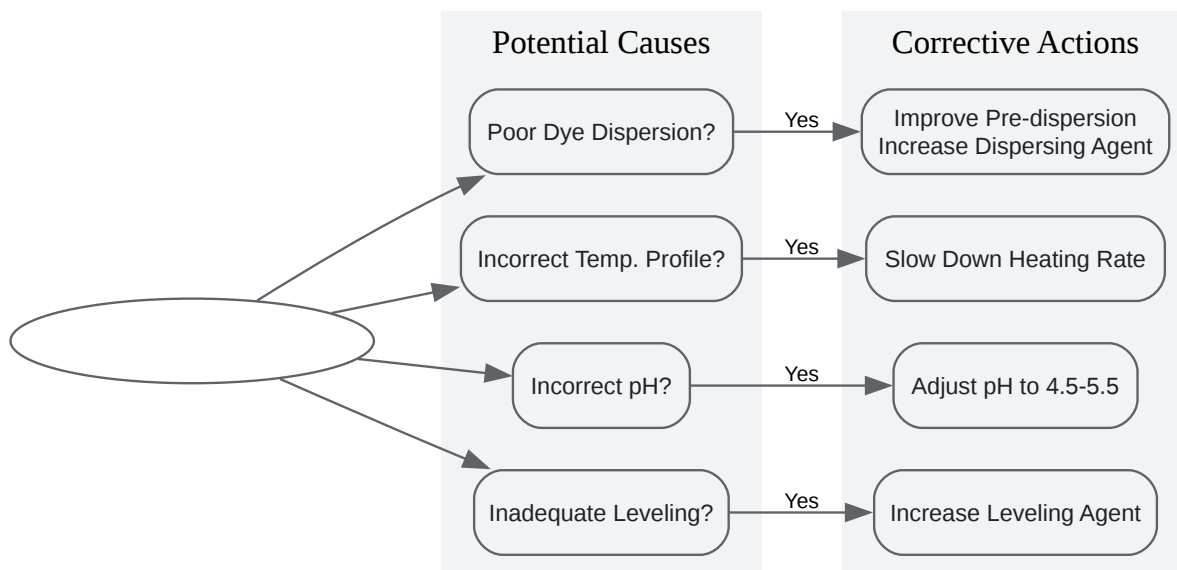 Potential Causes
Corrective Actions
Poor Dye Dispersion?
Yes
Improve Pre-dispersion
Increase Dispersing Agent
Incorrect Temp. Profile?
Yes
Slow Down Heating Rate
Incorrect pH?
Yes
Adjust pH to 4.5-5.5
Inadequate Leveling?
Yes
Increase Leveling Agent